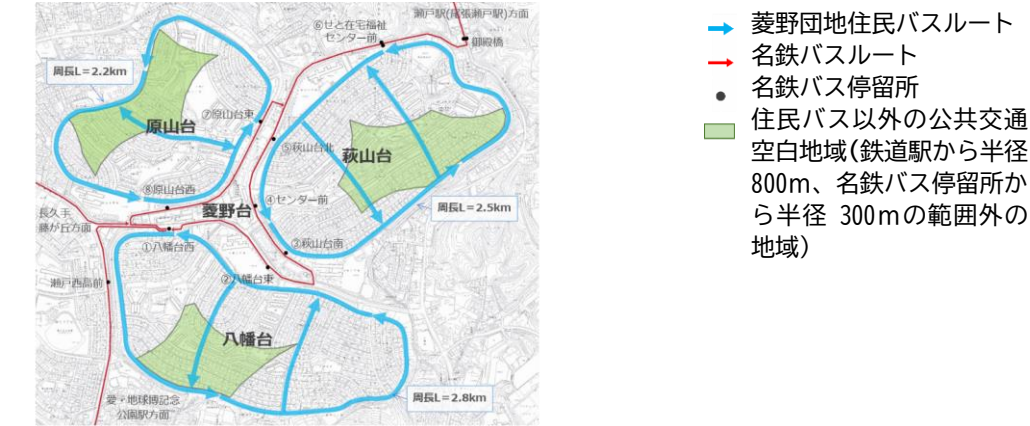 瀬戸駅(尾張瀬戸駅)方面
⑥せと在宅福祉
センター前
御殿橋
周長L=2.2km
原山台
⑦原山台東
⑤萩山台北
萩山台
⑧原山台西
④センター前
菱野台
周長L=2.5km
長久手
藤が丘方面
①八幡台西
③萩山台南
瀬戸西高前
②八幡台東
八幡台
周長L=2.8km
愛・地球博記念
公園駅方面
菱野団地住民バスルート
名鉄バスルート
名鉄バス停留所
住民バス以外の公共交通
空白地域(鉄道駅から半径
800m、名鉄バス停留所か
ら半径 300mの範囲外の
地域)